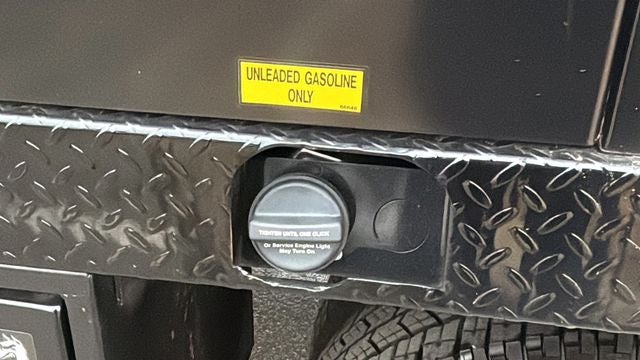 UNLEADED GASOLINE
ONLY
TIGHTEN UNTIL ONE CLICK
Or Service Engine Light
May Turn On